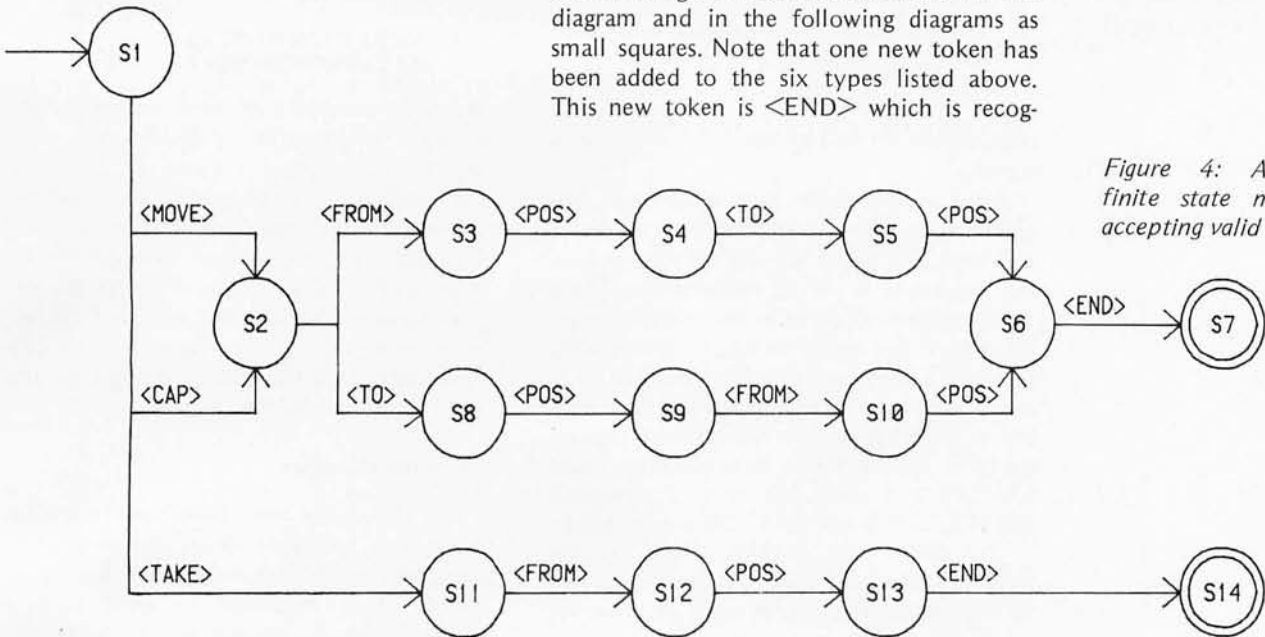 diagram and in the following diagrams as
small squares. Note that one new token has
been added to the six types listed above.
This new token is <END> which is recog-
Figure 4: A
finite state
accepting valid
S1
<MOVE>
<FROM>
S3
<POS>
S4
<TO>
S5
<POS>
S2
S6
<END>
S7
<CAP>
<TO>
S8
<POS>
S9
<FROM>
S10
<POS>
<TAKE>
S11
<FROM>
S12
<POS>
S13
<END>
S14